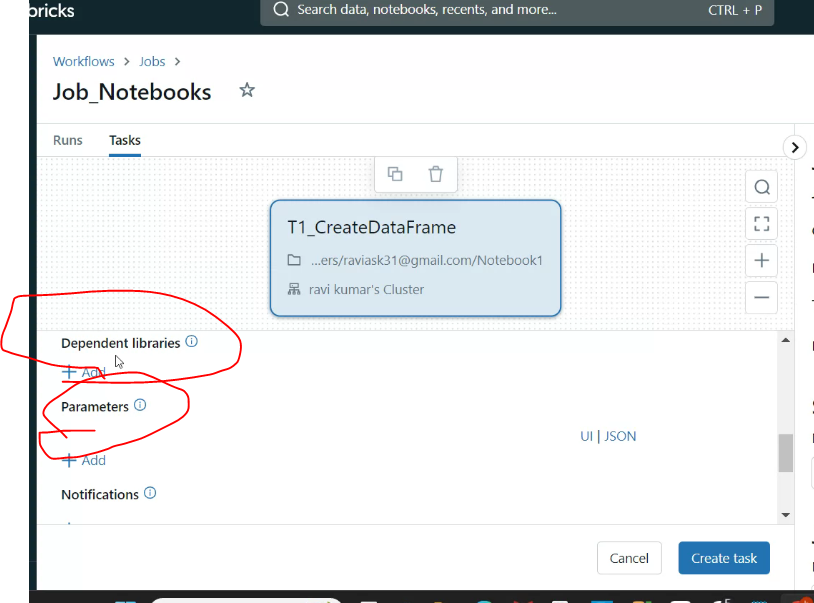 bricks
Search data, notebooks, recents, and more...
CTRL + P
Workflows > Jobs >
Job_Notebooks
Runs
Tasks
T1_CreateDataFrame
...ers/raviask31@gmail.com/Notebook1
ravi kumar's Cluster
Dependent libraries
+ Add
Parameters
UI | JSON
+ Add
Notifications
Cancel
Create task